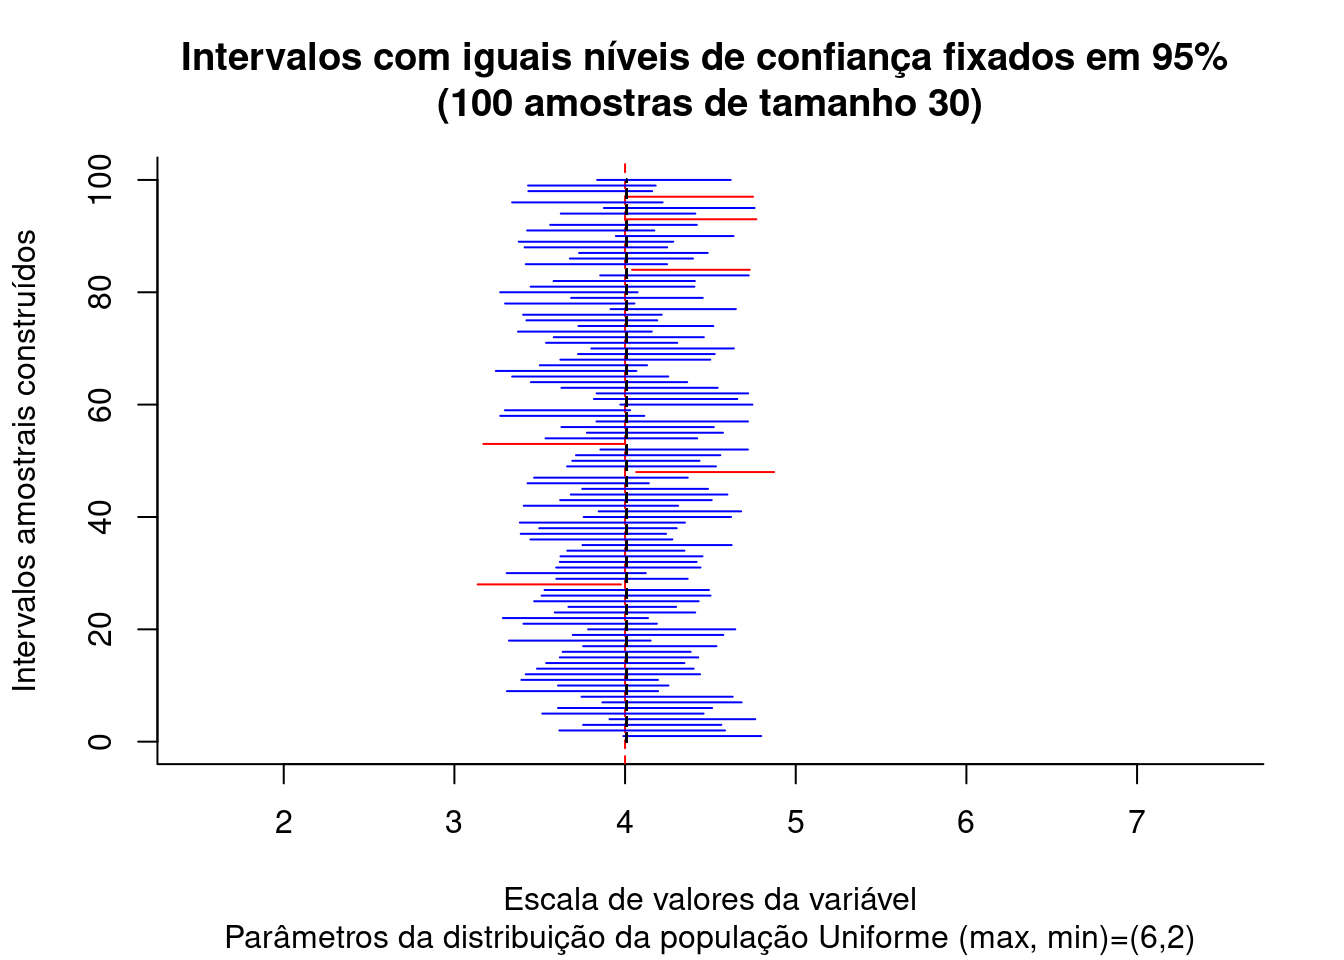 Intervalos com iguais níveis de confiança fixados em 95%
(100 amostras de tamanho 30)
Intervalos amostrais construídos
100
80
60
40
20
0
2 3 4 5 6 7
Escala de valores da variável
Parâmetros da distribuição da população Uniforme (max, min)=(6,2)